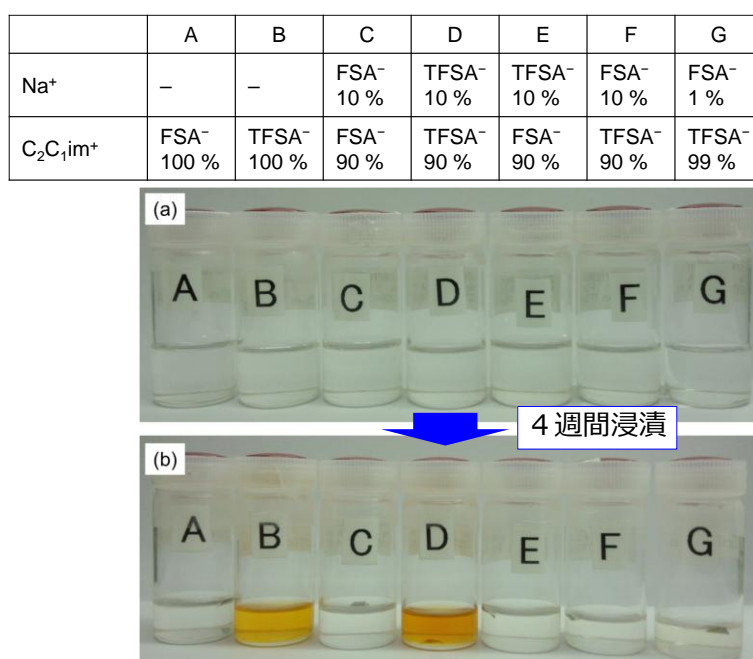 A B C D E F G
Na⁺ – – FSA⁻ 10 % TFSA⁻ 10 % TFSA⁻ 10 % FSA⁻ 10 % FSA⁻ 1 %
C₂C₁im⁺ FSA⁻ 100 % TFSA⁻ 100 % FSA⁻ 90 % TFSA⁻ 90 % FSA⁻ 90 % TFSA⁻ 90 % TFSA⁻ 99 %
(a)
A B C D E F G
4週間浸漬
(b)
A B C D E F G